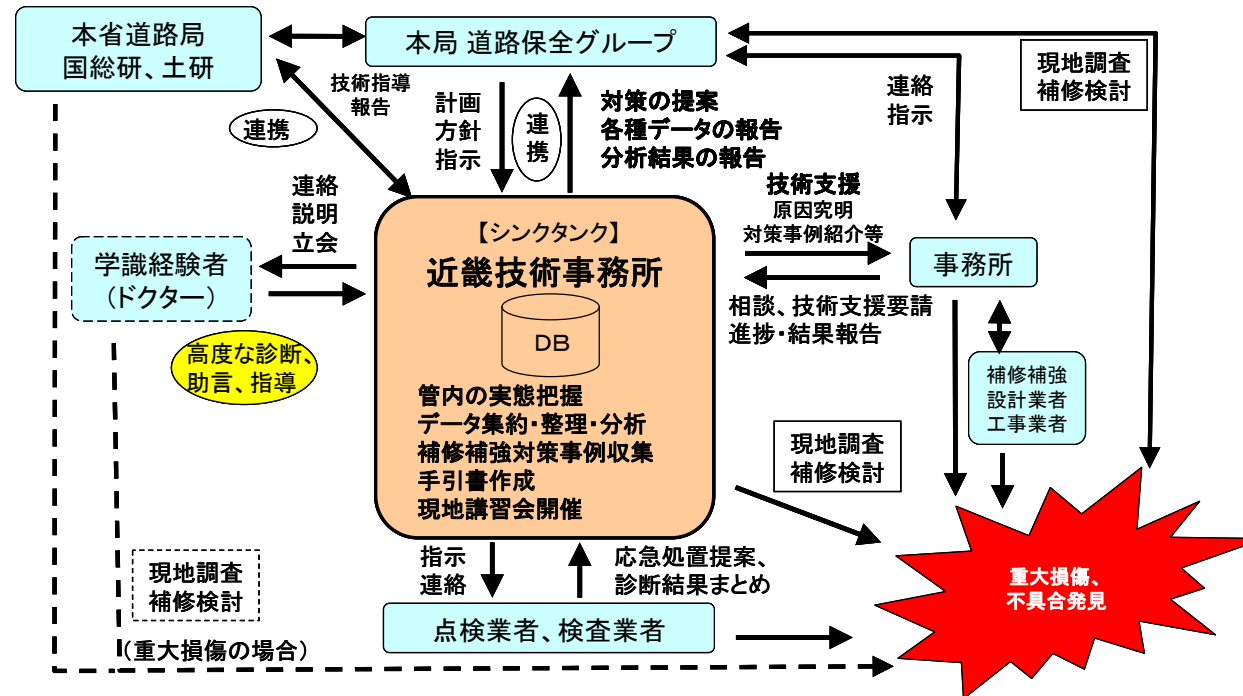 本省道路局
国総研、土研
本局 道路保全グループ
技術指導
報告
連携
計画
方針
指示
連携
対策の提案
各種データの報告
分析結果の報告
連絡
指示
現地調査
補修検討
連絡
説明
立会
学識経験者
(ドクター)
高度な診断、
助言、指導
【シンクタンク】
近畿技術事務所
DB
管内の実態把握
データ集約・整理・分析
補修補強対策事例収集
手引書作成
現地講習会開催
技術支援
原因究明
対策事例紹介等
事務所
相談、技術支援要請
進捗・結果報告
補修補強
設計業者
工事業者
現地調査
補修検討
指示
連絡
応急処置提案、
診断結果まとめ
点検業者、検査業者
重大損傷、
不具合発見
現地調査
補修検討
(重大損傷の場合)